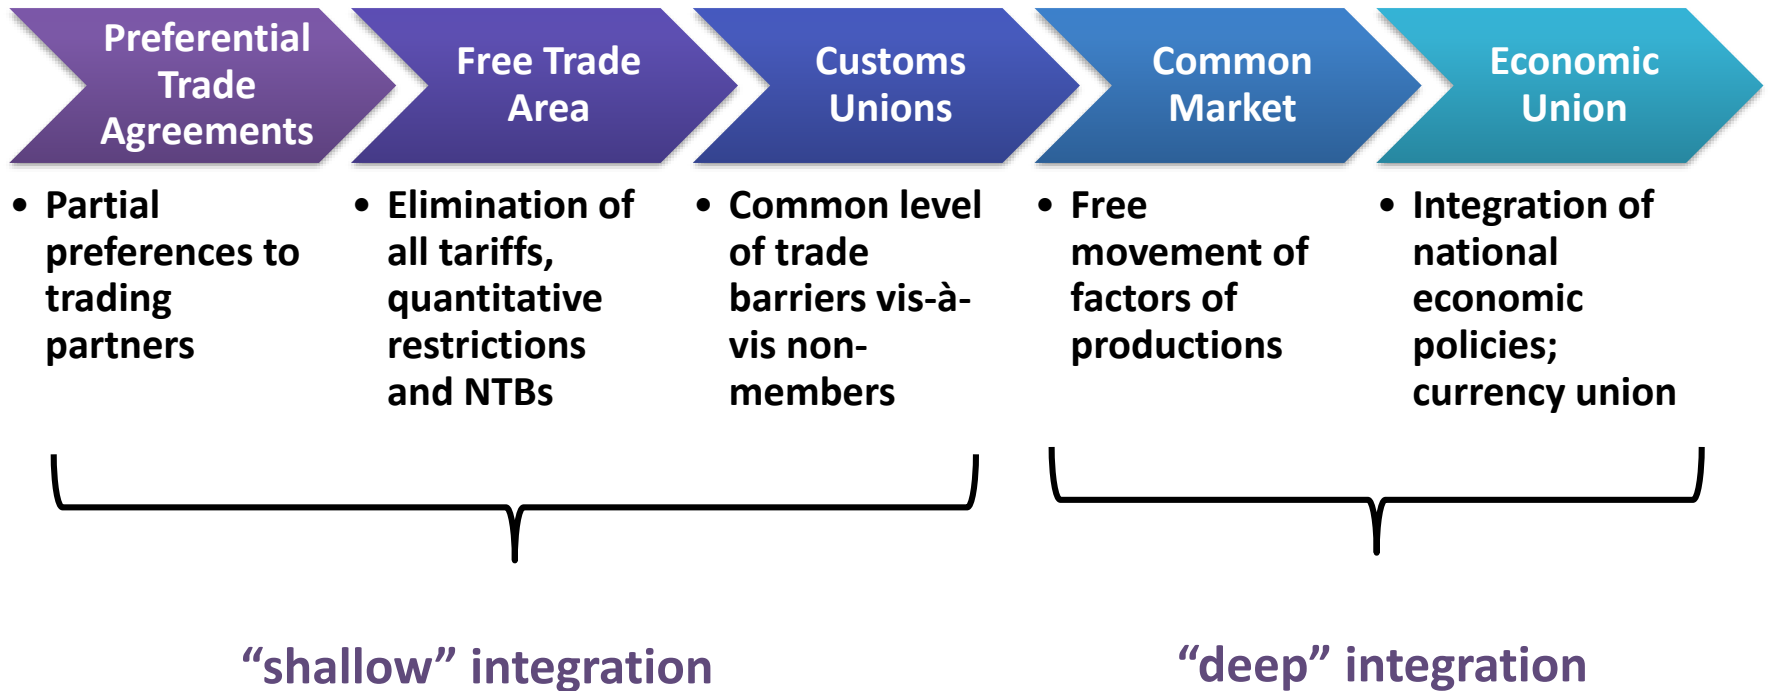 Preferential
Trade
Agreements
Free Trade
Area
Customs
Unions
Common
Market
Economic
Union
• Partial
preferences to
trading
partners
• Elimination of
all tariffs,
quantitative
restrictions
and NTBs
• Common level
of trade
barriers vis-à-
vis non-
members
• Free
movement of
factors of
productions
• Integration of
national
economic
policies;
currency union
“shallow” integration
“deep” integration